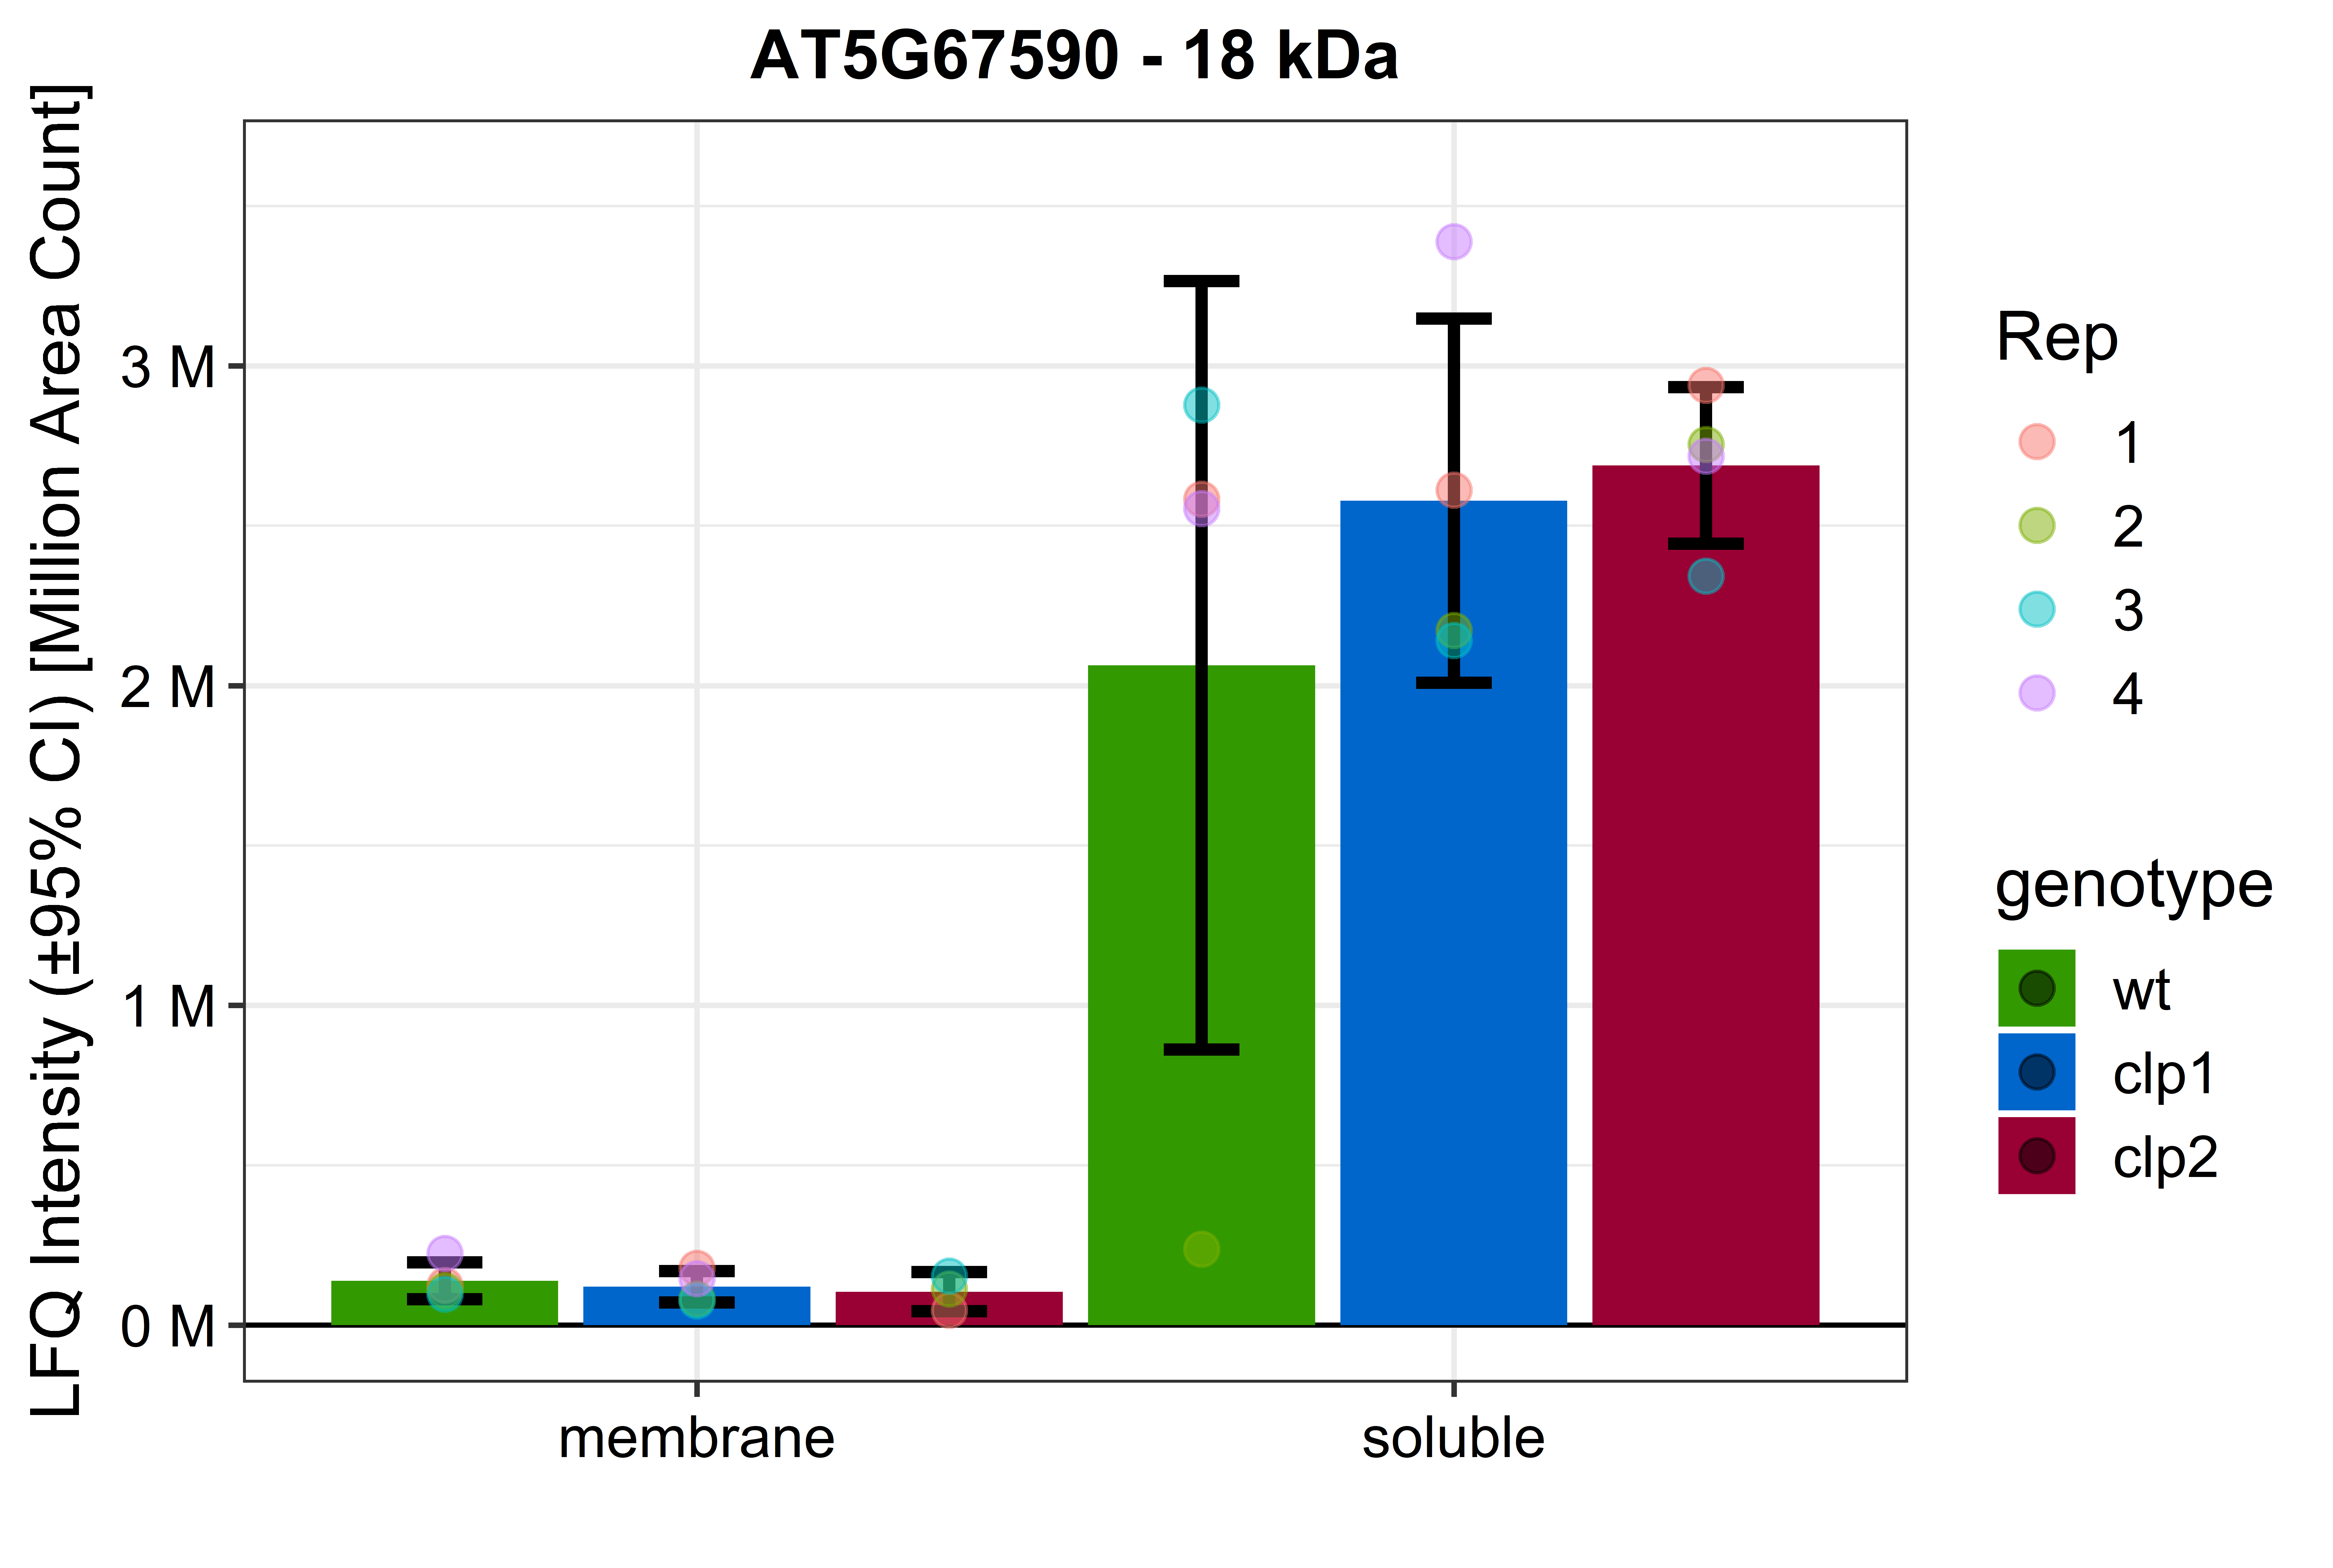 AT5G67590 - 18 kDa
LFQ Intensity (±95% CI) [Million Area Count]
3 M
2 M
1 M
0 M
membrane
soluble
Rep
1
2
3
4
genotype
wt
clp1
clp2